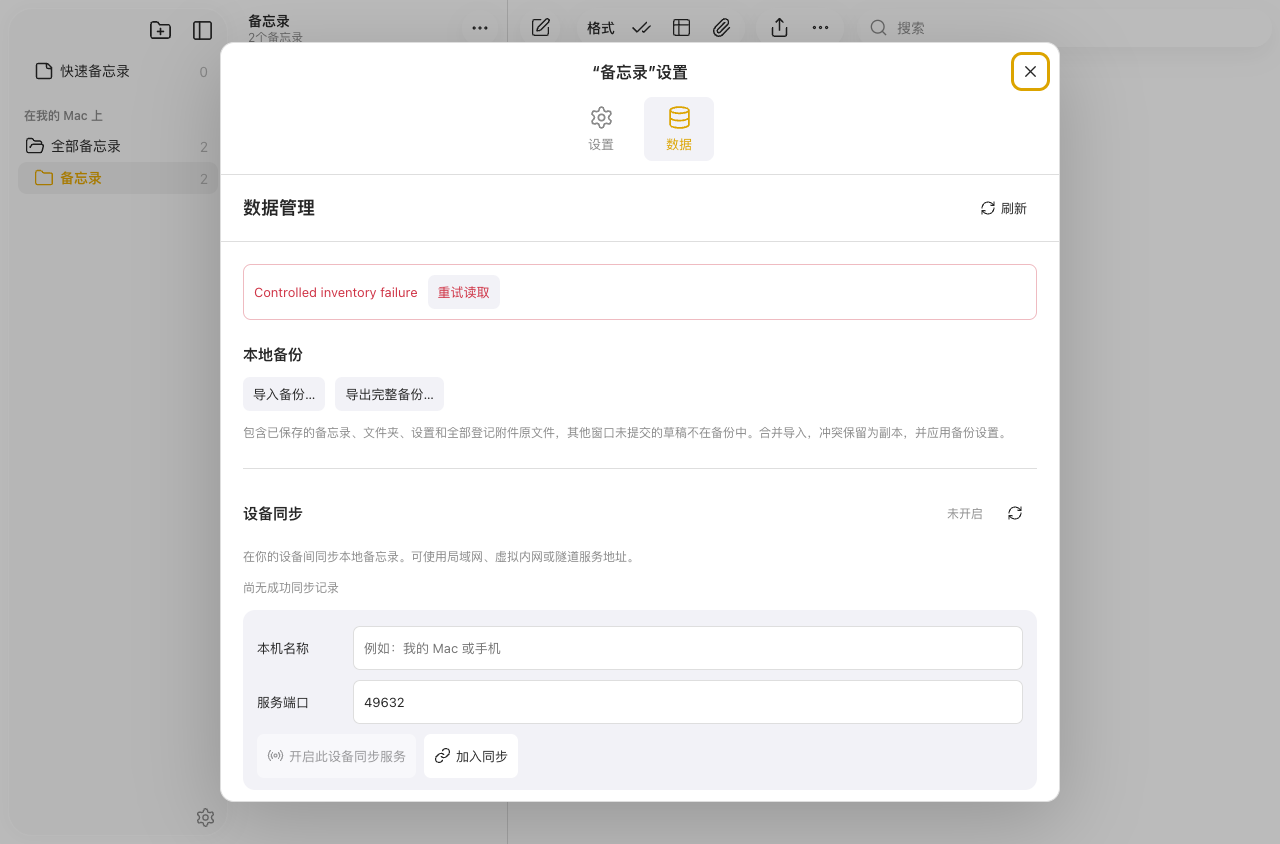 备忘录
2个备忘录
格式
搜索
快速备忘录 0
在我的 Mac 上
全部备忘录 2
备忘录 2
“备忘录”设置
设置
数据
数据管理
刷新
Controlled inventory failure
重试读取
本地备份
导入备份...
导出完整备份...
包含已保存的备忘录、文件夹、设置和全部登记附件原文件，其他窗口未提交的草稿不在备份中。合并导入，冲突保留为副本，并应用备份设置。
设备同步
未开启
在你的设备间同步本地备忘录。可使用局域网、虚拟内网或隧道服务地址。
尚无成功同步记录
本机名称
例如：我的 Mac 或手机
服务端口
49632
开启此设备同步服务
加入同步